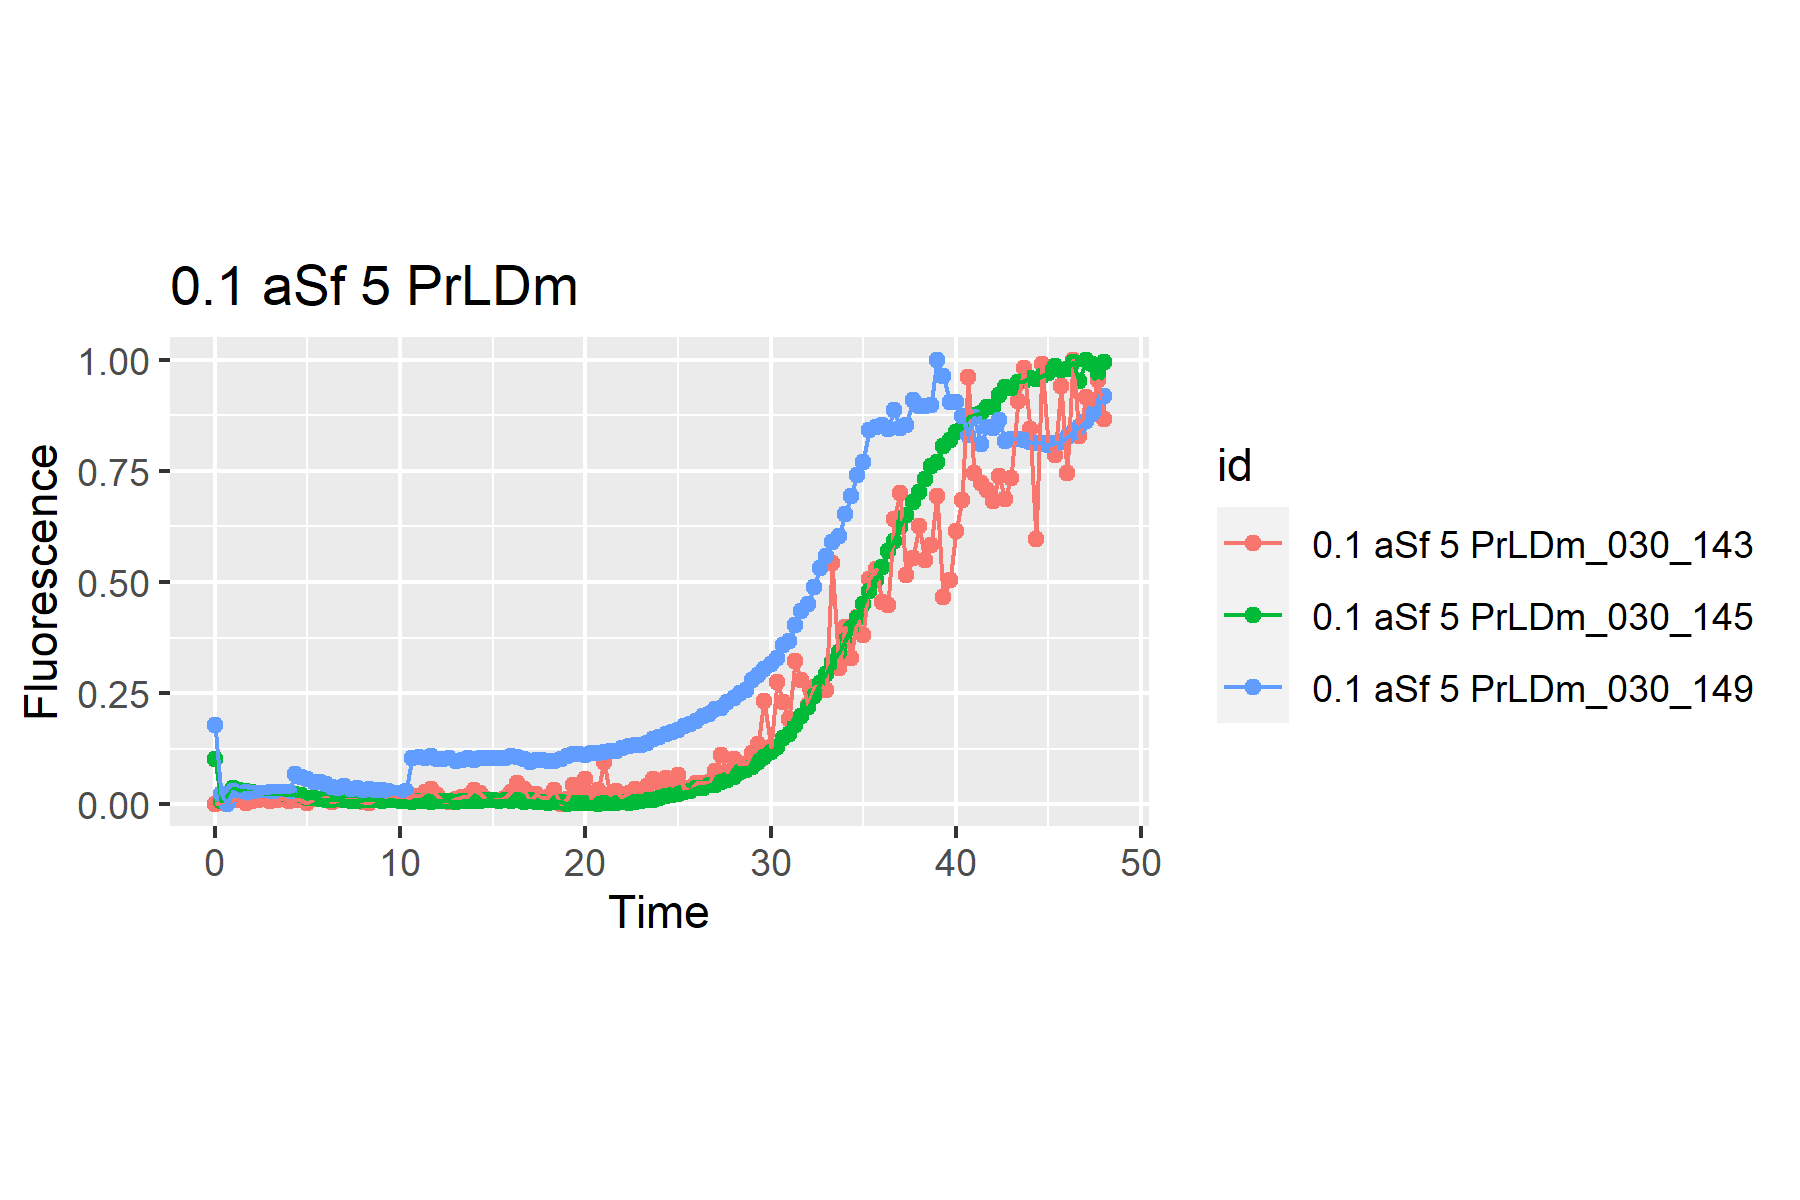 0.1 aSf 5 PrLDm
1.00
0.75
0.50
0.25
0.00
Fluorescence
0 10 20 30 40 50
Time
id
0.1 aSf 5 PrLDm_030_143
0.1 aSf 5 PrLDm_030_145
0.1 aSf 5 PrLDm_030_149